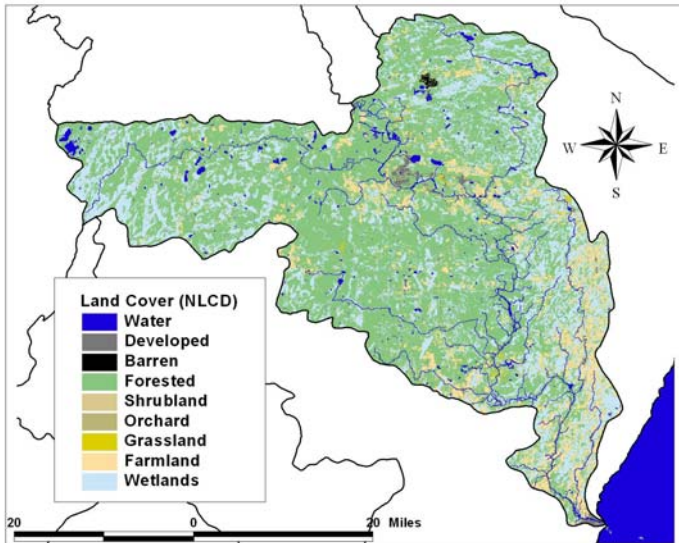 N
W E
S
Land Cover (NLCD)
Water
Developed
Barren
Forested
Shrubland
Orchard
Grassland
Farmland
Wetlands
20 0 20 Miles